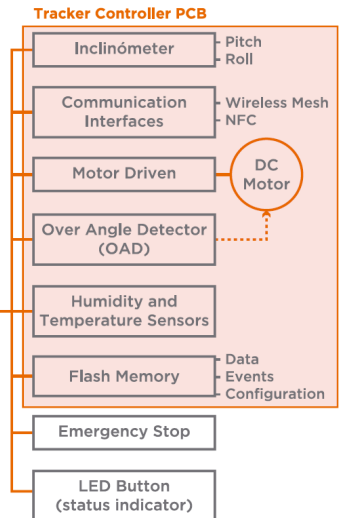 Tracker Controller PCB
Inclinómeter
- Pitch
- Roll
Communication
Interfaces
- Wireless Mesh
- NFC
Motor Driven
DC
Motor
Over Angle Detector
(OAD)
Humidity and
Temperature Sensors
Flash Memory
- Data
- Events
- Configuration
Emergency Stop
LED Button
(status indicator)